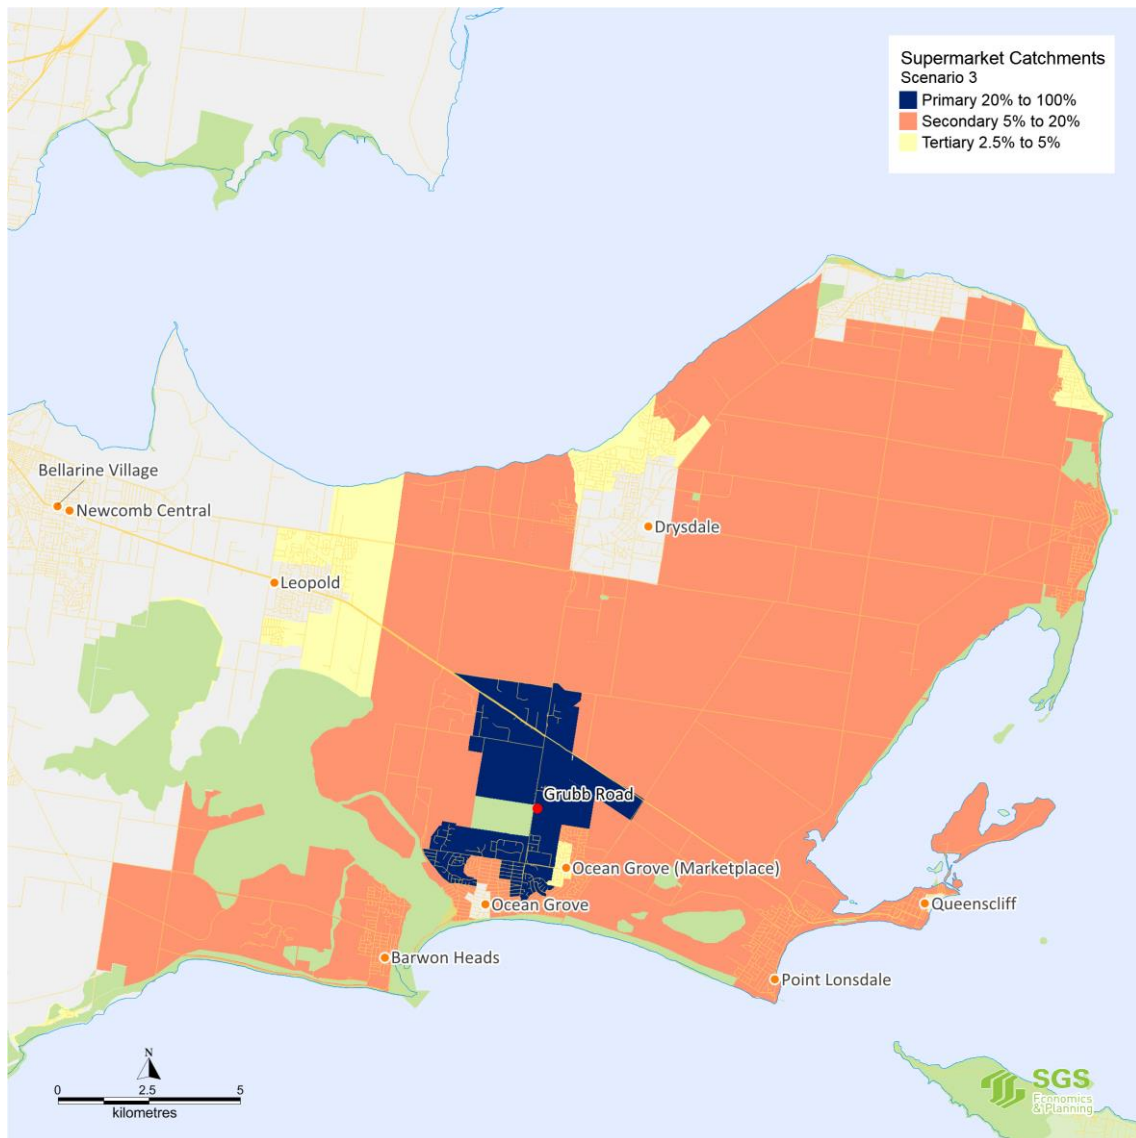 Supermarket Catchments
Scenario 3
Primary 20% to 100%
Secondary 5% to 20%
Tertiary 2.5% to 5%
Bellarine Village
Newcomb Central
Drysdale
Leopold
Grubb Road
Ocean Grove (Marketplace)
Ocean Grove
Queenscliff
Barwon Heads
Point Lonsdale
N
0 2.5 5
kilometres
SGS
Economics
& Planning